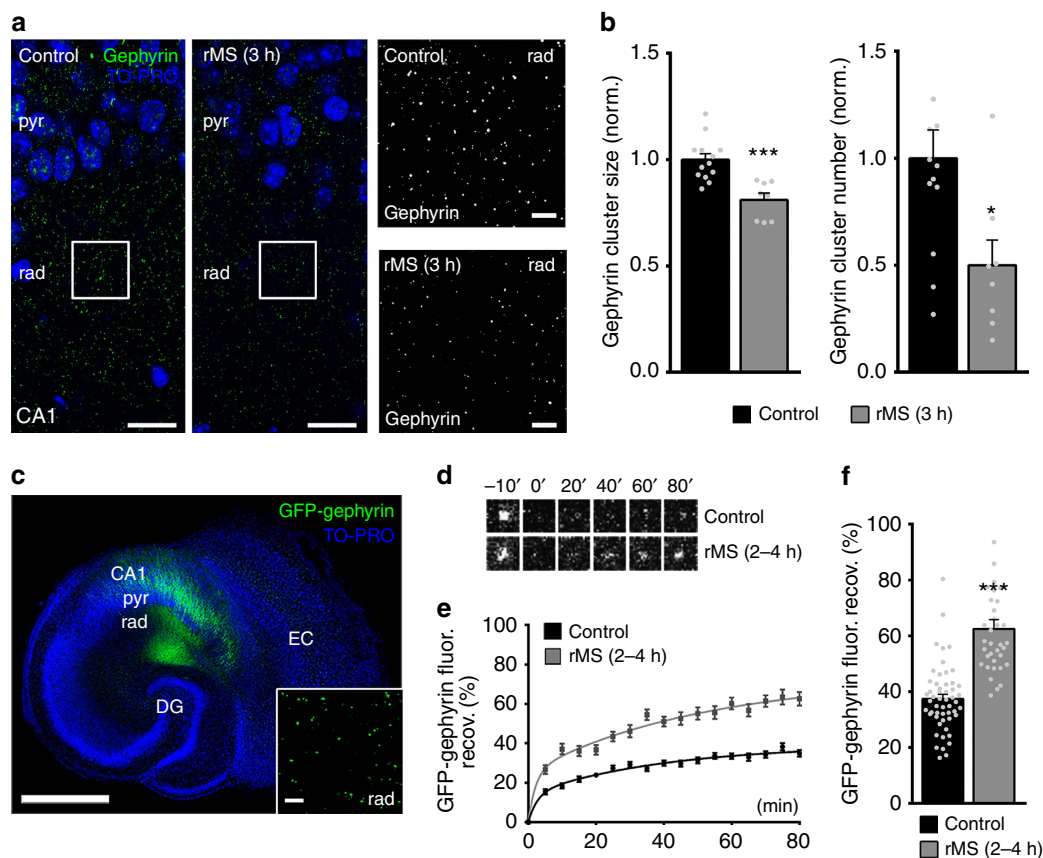 a
Control Gephyrin
TO-PRO
pyr
rad
CA1
rMS (3 h)
pyr
rad
Control rad
Gephyrin
rMS (3 h) rad
Gephyrin
b
Gephyrin cluster size (norm.)
1.5
1.0
0.5
0.0
***
Gephyrin cluster number (norm.)
1.5
1.0
0.5
0.0
*
Control rMS (3 h)
c
GFP-gephyrin
TO-PRO
CA1
pyr
rad
EC
DG
rad
d
–10′ 0′ 20′ 40′ 60′ 80′
Control
rMS (2–4 h)
e
GFP-gephyrin fluor.
recov. (%)
100
80
60
40
20
0
Control
rMS (2–4 h)
(min)
0 20 40 60 80
f
GFP-gephyrin fluor. recov. (%)
100
80
60
40
20
0
***
Control
rMS (2–4 h)